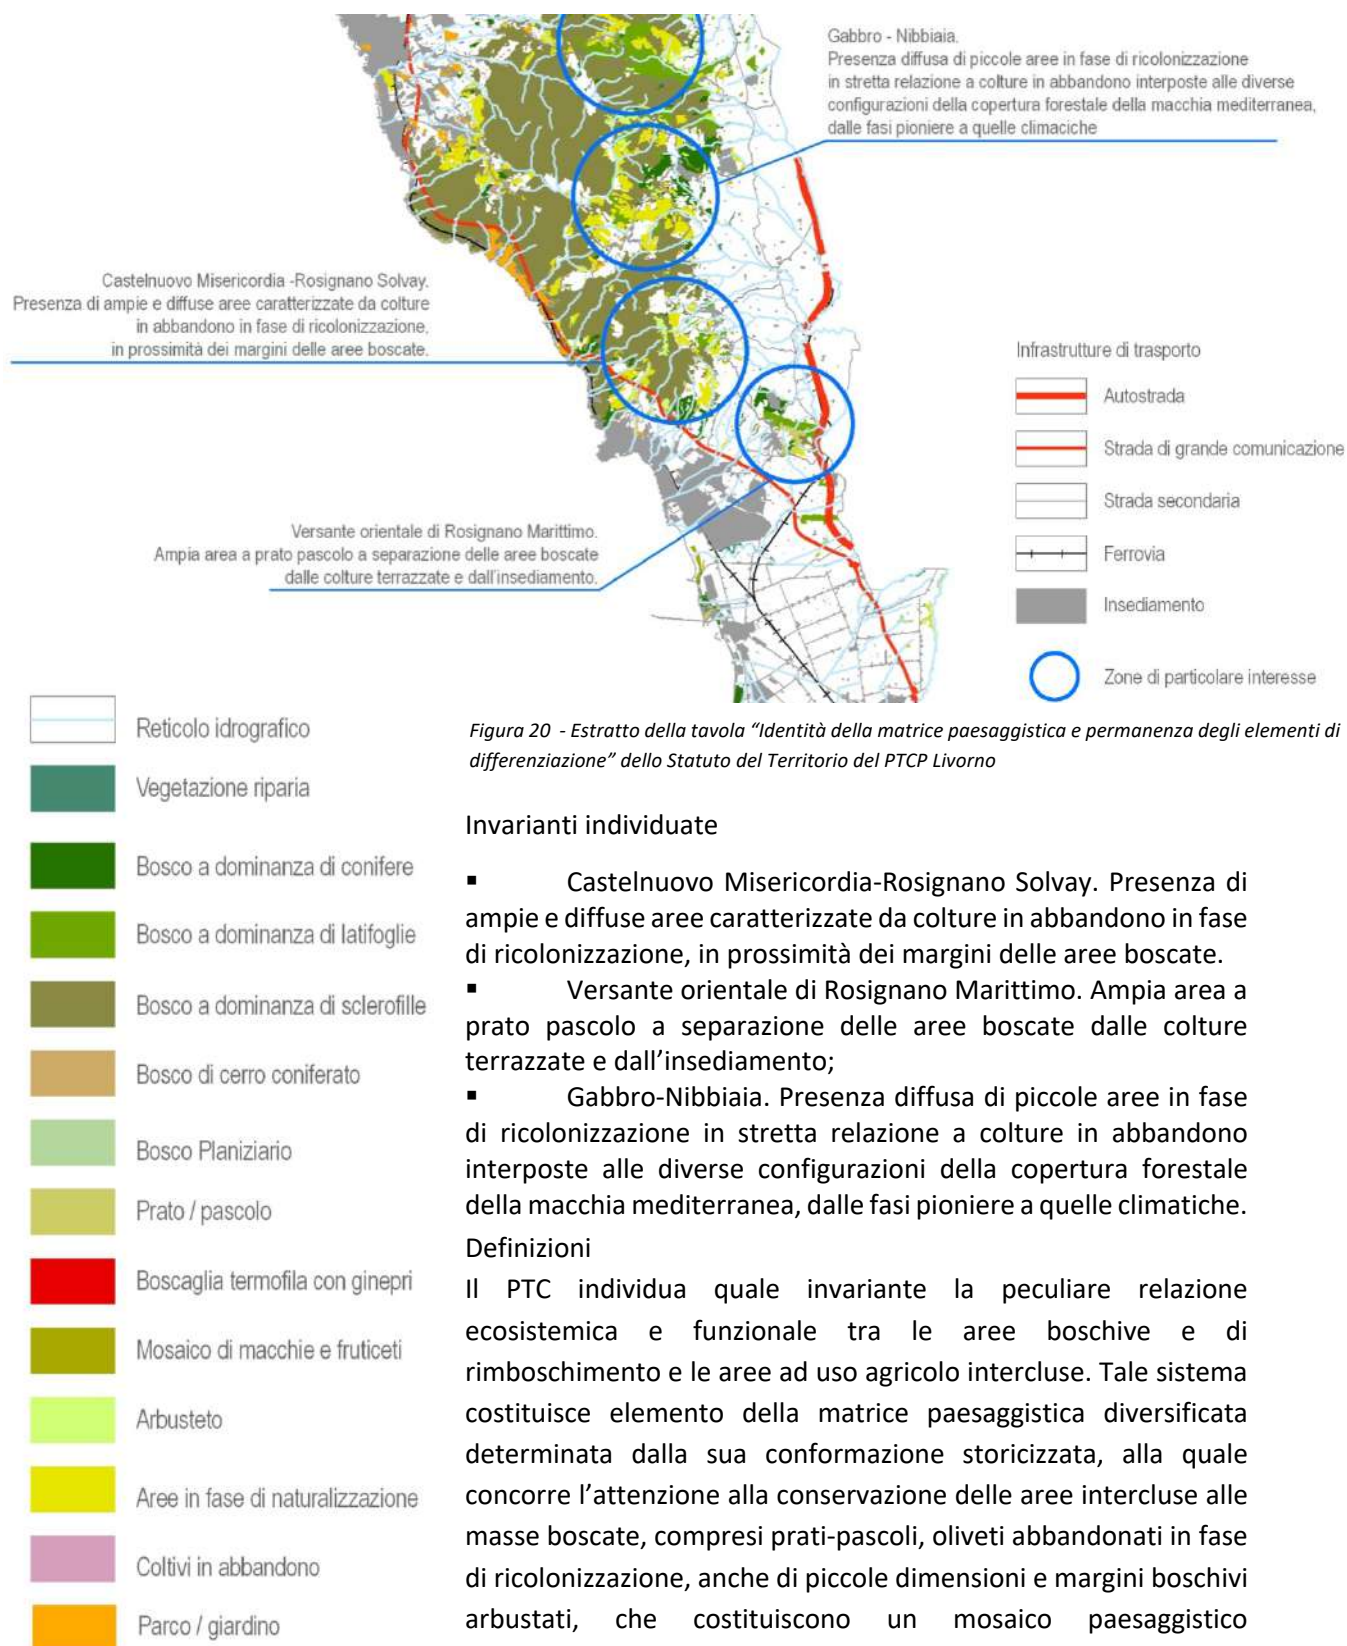 Gabbro - Nibbiaia.
Presenza diffusa di piccole aree in fase di ricolonizzazione
in stretta relazione a colture in abbandono interposte alle diverse
configurazioni della copertura forestale della macchia mediterranea,
dalle fasi pioniere a quelle climaciche
Castelnuovo Misericordia -Rosignano Solvay.
Presenza di ampie e diffuse aree caratterizzate da colture
in abbandono in fase di ricolonizzazione,
in prossimità dei margini delle aree boscate.
Versante orientale di Rosignano Marittimo.
Ampia area a prato pascolo a separazione delle aree boscate
dalle colture terrazzate e dall'insediamento.
Infrastrutture di trasporto
Autostrada
Strada di grande comunicazione
Strada secondaria
Ferrovia
Insediamento
Zone di particolare interesse
Reticolo idrografico
Vegetazione riparia
Bosco a dominanza di conifere
Bosco a dominanza di latifoglie
Bosco a dominanza di sclerofille
Bosco di cerro coniferato
Bosco Planiziario
Prato / pascolo
Boscaglia termofila con ginepri
Mosaico di macchie e fruticeti
Arbusteto
Aree in fase di naturalizzazione
Coltivi in abbandono
Parco / giardino
Figura 20 - Estratto della tavola “Identità della matrice paesaggistica e permanenza degli elementi di
differenziazione” dello Statuto del Territorio del PTCP Livorno
Invarianti individuate
▪ Castelnuovo Misericordia-Rosignano Solvay. Presenza di
ampie e diffuse aree caratterizzate da colture in abbandono in fase
di ricolonizzazione, in prossimità dei margini delle aree boscate.
▪ Versante orientale di Rosignano Marittimo. Ampia area a
prato pascolo a separazione delle aree boscate dalle colture
terrazzate e dall’insediamento;
▪ Gabbro-Nibbiaia. Presenza diffusa di piccole aree in fase
di ricolonizzazione in stretta relazione a colture in abbandono
interposte alle diverse configurazioni della copertura forestale
della macchia mediterranea, dalle fasi pioniere a quelle climatiche.
Definizioni
Il PTC individua quale invariante la peculiare relazione
ecosistemica e funzionale tra le aree boschive e di
rimboschimento e le aree ad uso agricolo intercluse. Tale sistema
costituisce elemento della matrice paesaggistica diversificata
determinata dalla sua conformazione storicizzata, alla quale
concorre l’attenzione alla conservazione delle aree intercluse alle
masse boscate, compresi prati-pascoli, oliveti abbandonati in fase
di ricolonizzazione, anche di piccole dimensioni e margini boschivi
arbustati, che costituiscono un mosaico paesaggistico